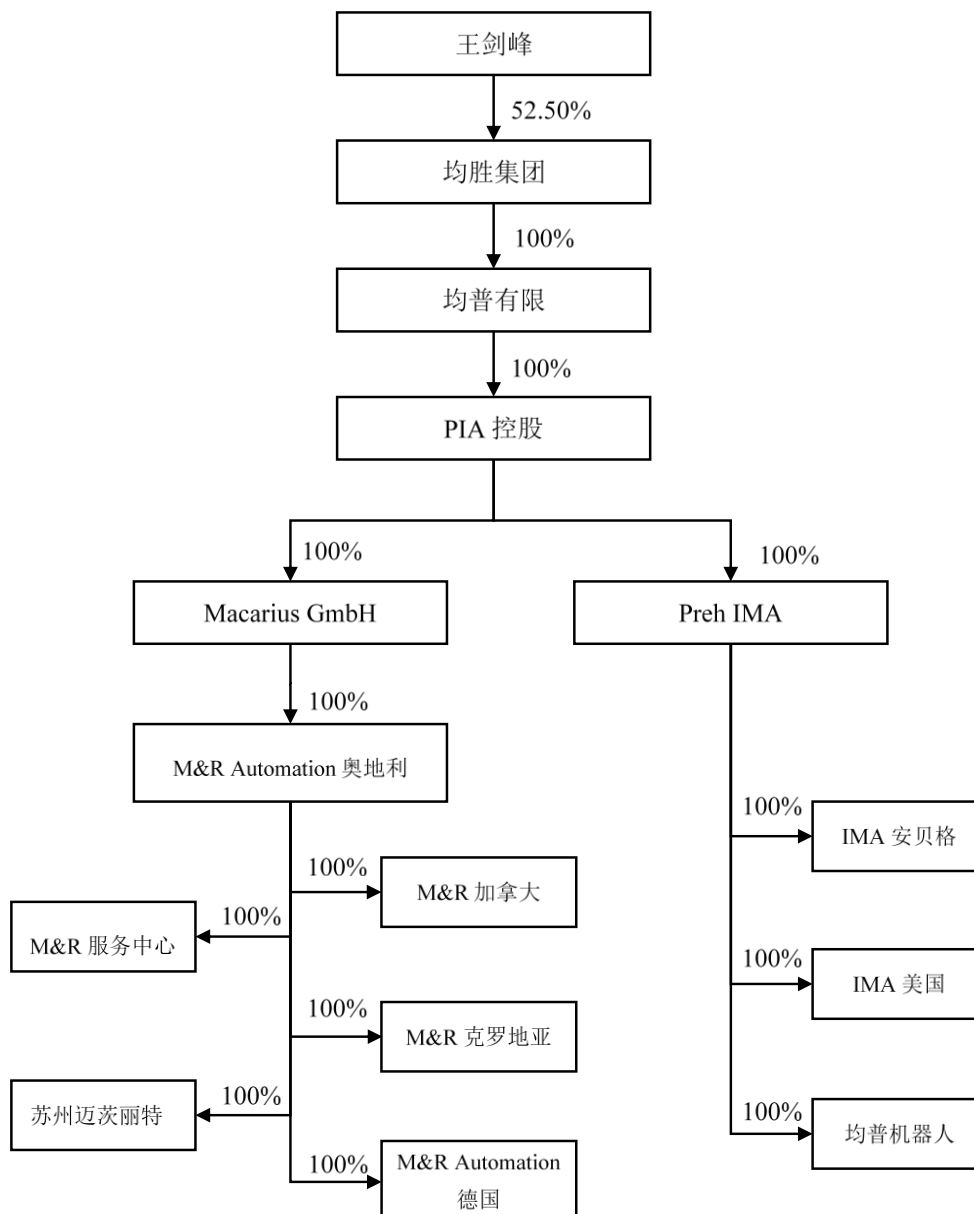 王剑峰
52.50%
均胜集团
100%
均普有限
100%
PIA 控股
100%
100%
Macarius GmbH
Preh IMA
100%
M&R Automation 奥地利
100%
IMA 安贝格
100%
M&R 加拿大
100%
M&R 服务中心
100%
IMA 美国
100%
M&R 克罗地亚
100%
苏州迈茨丽特
100%
均普机器人
100%
M&R Automation
德国